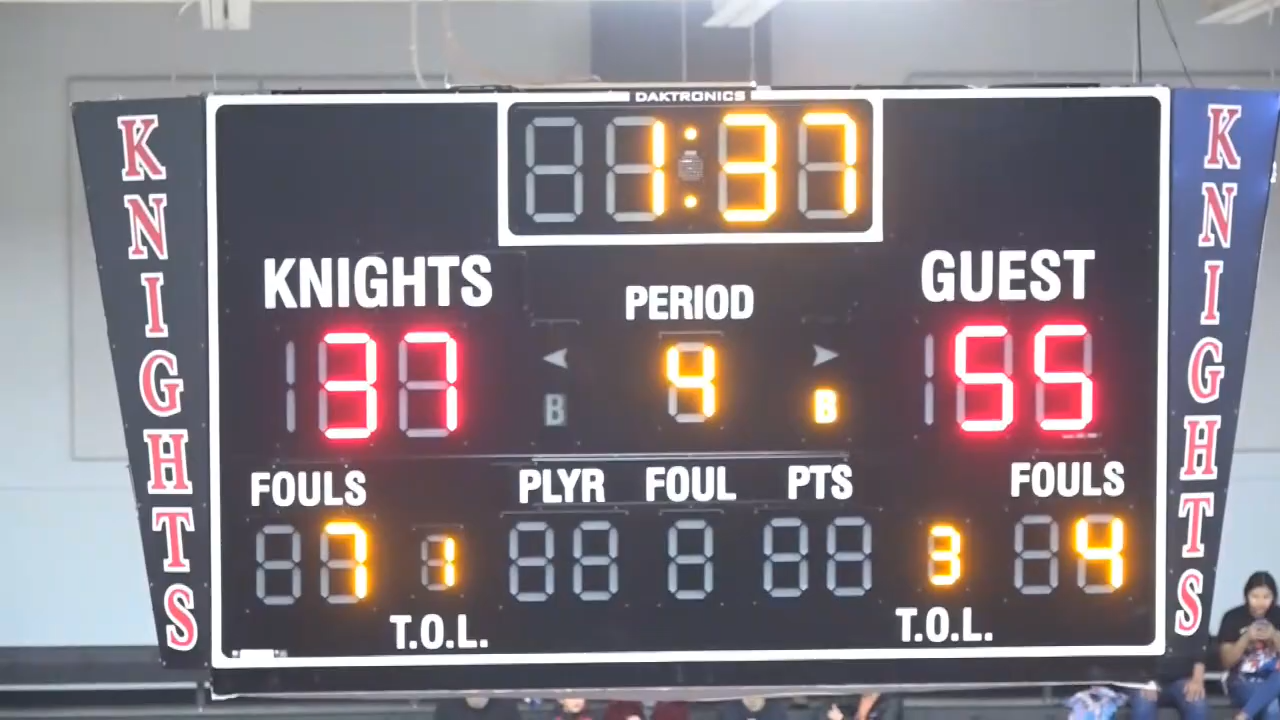 DAKTRONICS
1:37
KNIGHTS
KNIGHTS
KNIGHTS
GUEST
PERIOD
37
4
B
B
55
FOULS
PLYR
FOUL
PTS
FOULS
7
1
3
4
T.O.L.
T.O.L.